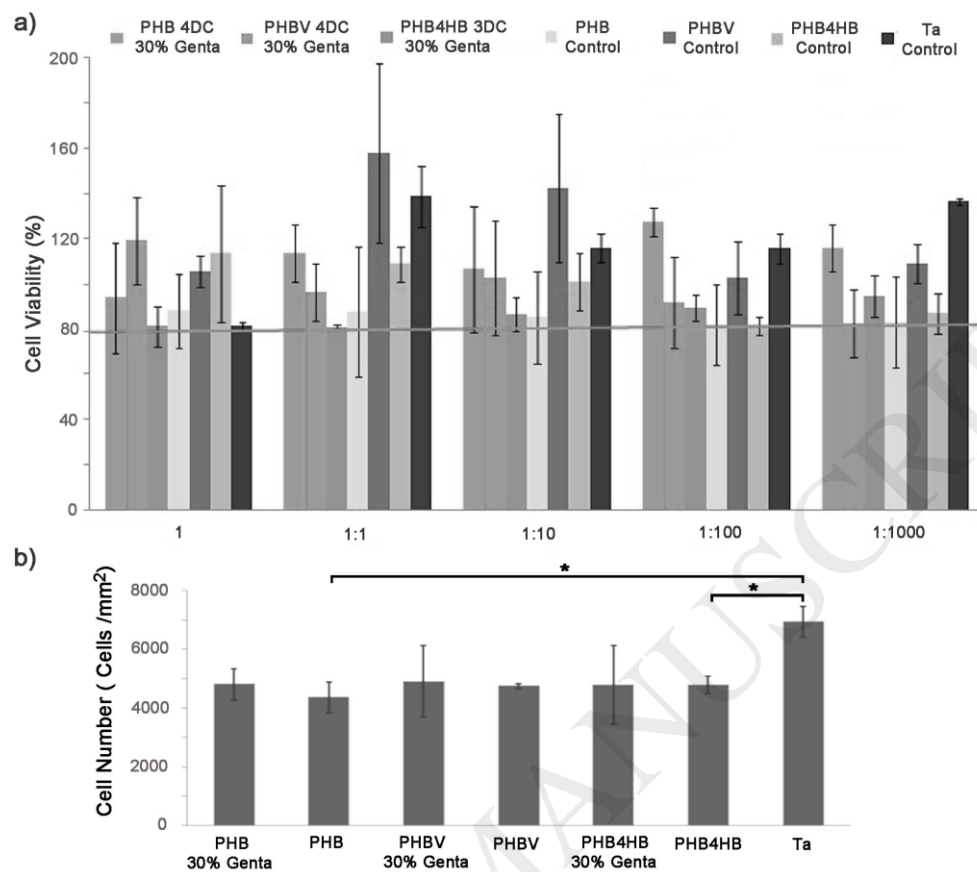 a)
PHB 4DC
30% Genta
PHBV 4DC
30% Genta
PHB4HB 3DC
30% Genta
PHB
Control
PHBV
Control
PHB4HB
Control
Ta
Control
Cell Viability (%)
200
160
120
80
40
0
1
1:1
1:10
1:100
1:1000
b)
Cell Number ( Cells /mm²)
8000
6000
4000
2000
0
*
*
PHB
30% Genta
PHB
PHBV
30% Genta
PHBV
PHB4HB
30% Genta
PHB4HB
Ta
MANUSCRI